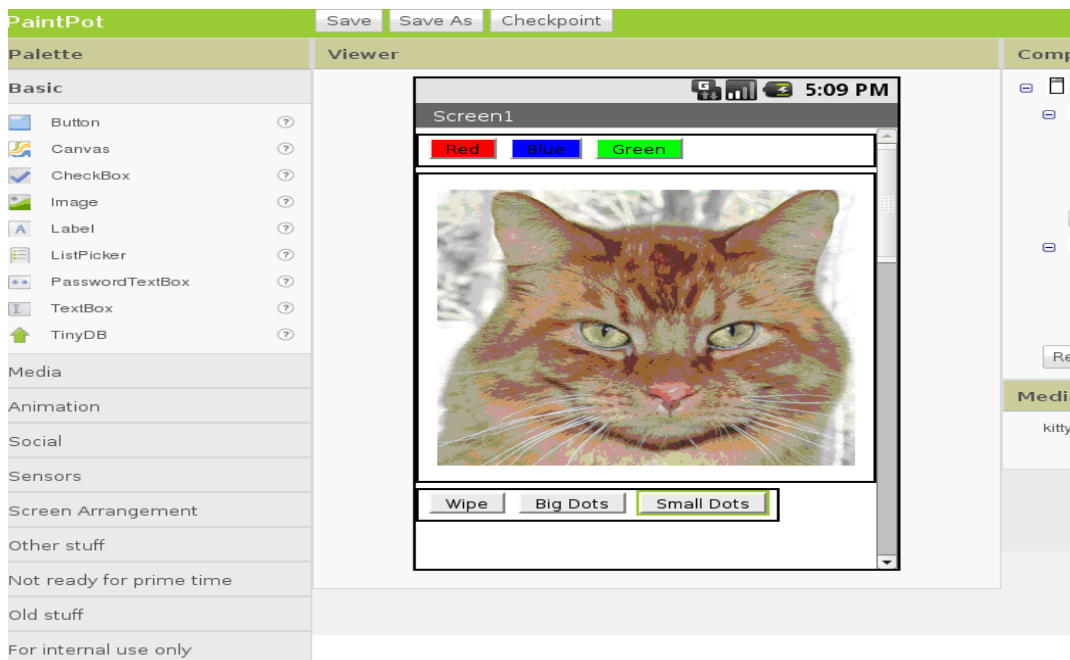 PaintPot
Save Save As Checkpoint
Palette
Viewer
Comp
Basic
Button ?
Canvas ?
CheckBox ?
Image ?
A Label ?
ListPicker ?
PasswordTextBox ?
TextBox ?
TinyDB ?
Media
Animation
Social
Sensors
Screen Arrangement
Other stuff
Not ready for prime time
Old stuff
For internal use only
G 5:09 PM
Screen1
Red Blue Green
Wipe Big Dots Small Dots
Re
Medi
kitty